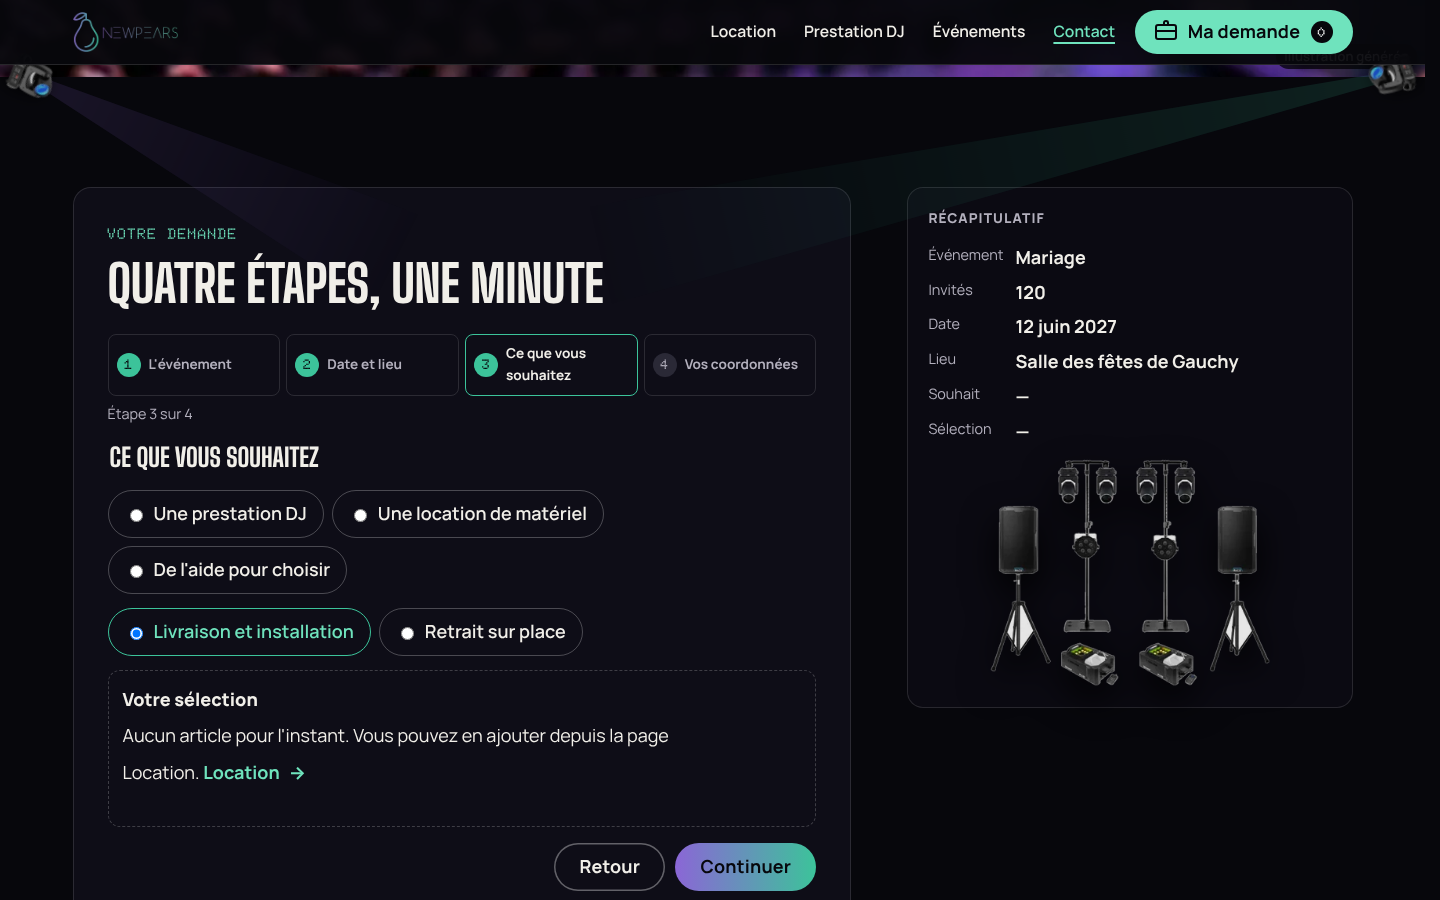 NEWPEARS
Location
Prestation DJ
Événements
Contact
Ma demande 0
VOTRE DEMANDE
QUATRE ÉTAPES, UNE MINUTE
1 L'événement
2 Date et lieu
3 Ce que vous
souhaitez
4 Vos coordonnées
Étape 3 sur 4
CE QUE VOUS SOUHAITEZ
Une prestation DJ
Une location de matériel
De l'aide pour choisir
Livraison et installation
Retrait sur place
Votre sélection
Aucun article pour l'instant. Vous pouvez en ajouter depuis la page
Location. Location →
Retour
Continuer
RÉCAPITULATIF
Événement Mariage
Invités 120
Date 12 juin 2027
Lieu Salle des fêtes de Gauchy
Souhait —
Sélection —